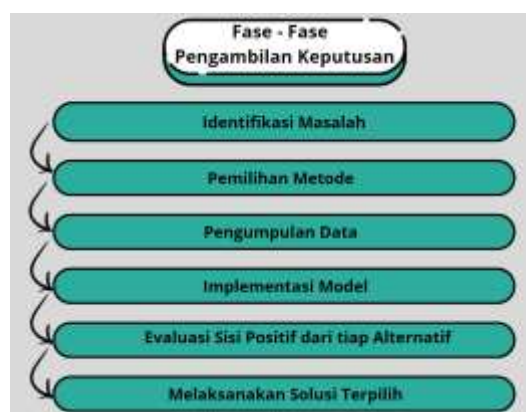 Fase - Fase
Pengambilan Keputusan
Identifikasi Masalah
Pemilihan Metode
Pengumpulan Data
Implementasi Model
Evaluasi Sisi Positif dari tiap Alternatif
Melaksanakan Solusi Terpilih